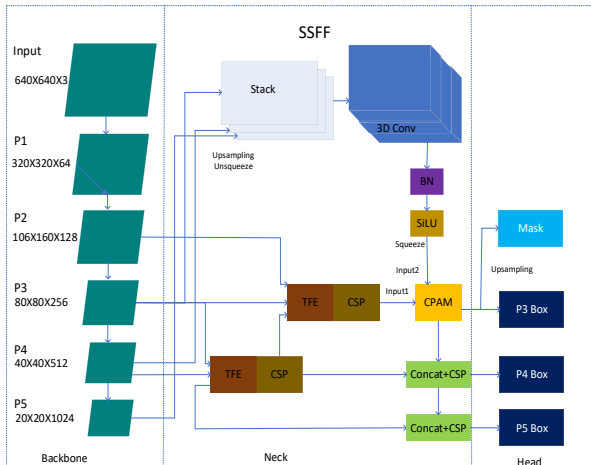 SSFF
Input
640X640X3
Stack
3D Conv
P1
320X320X64
Upsampling
Unsqueeze
BN
P2
106X160X128
SiLU
Mask
Squeeze
Input2
Upsampling
P3
80X80X256
Input1
TFE
CSP
CPAM
P3 Box
P4
40X40X512
TFE
CSP
Concat+CSP
P4 Box
P5
20X20X1024
Concat+CSP
P5 Box
Backbone
Neck
Head